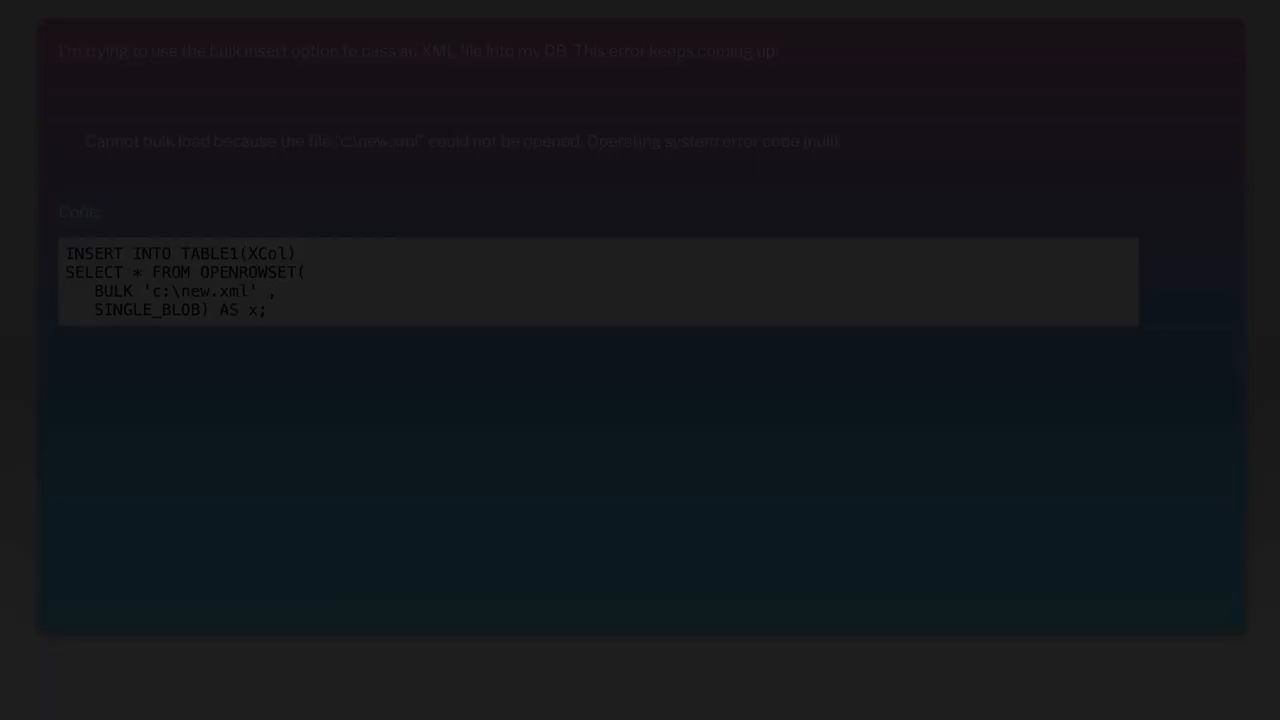 I'm trying to use the bulk insert option to pass an XML file into my DB. This error keeps coming up:
Cannot bulk load because the file "c:\new.xml" could not be opened. Operating system error code (null).
Code:
INSERT INTO TABLE1(XCol)
SELECT * FROM OPENROWSET(
BULK 'c:\new.xml' ,
SINGLE_BLOB) AS x;